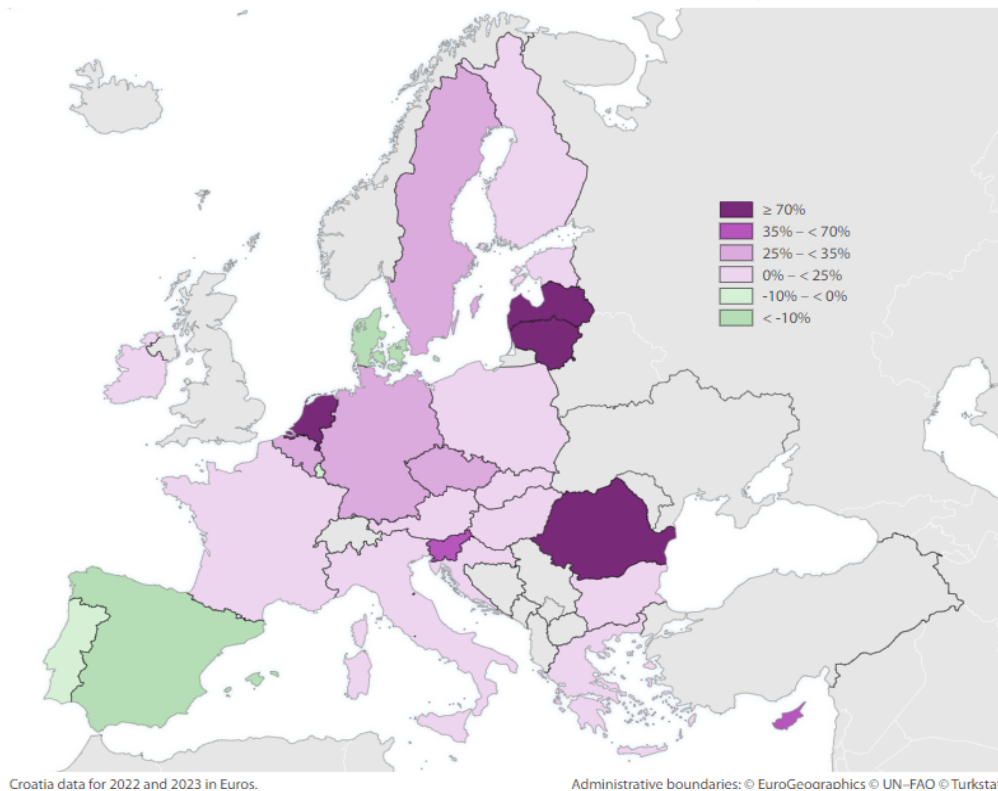 ≥ 70%
35% – < 70%
25% – < 35%
0% – < 25%
-10% – < 0%
< -10%
Croatia data for 2022 and 2023 in Euros.
Administrative boundaries: © EuroGeographics © UN–FAO © Turkstat